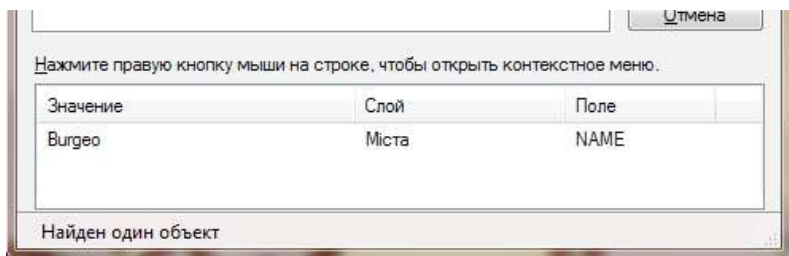 Отмена
Нажмите правую кнопку мыши на строке, чтобы открыть контекстное меню.
Значение Слой Поле
Burgeo Міста NAME
Найден один объект